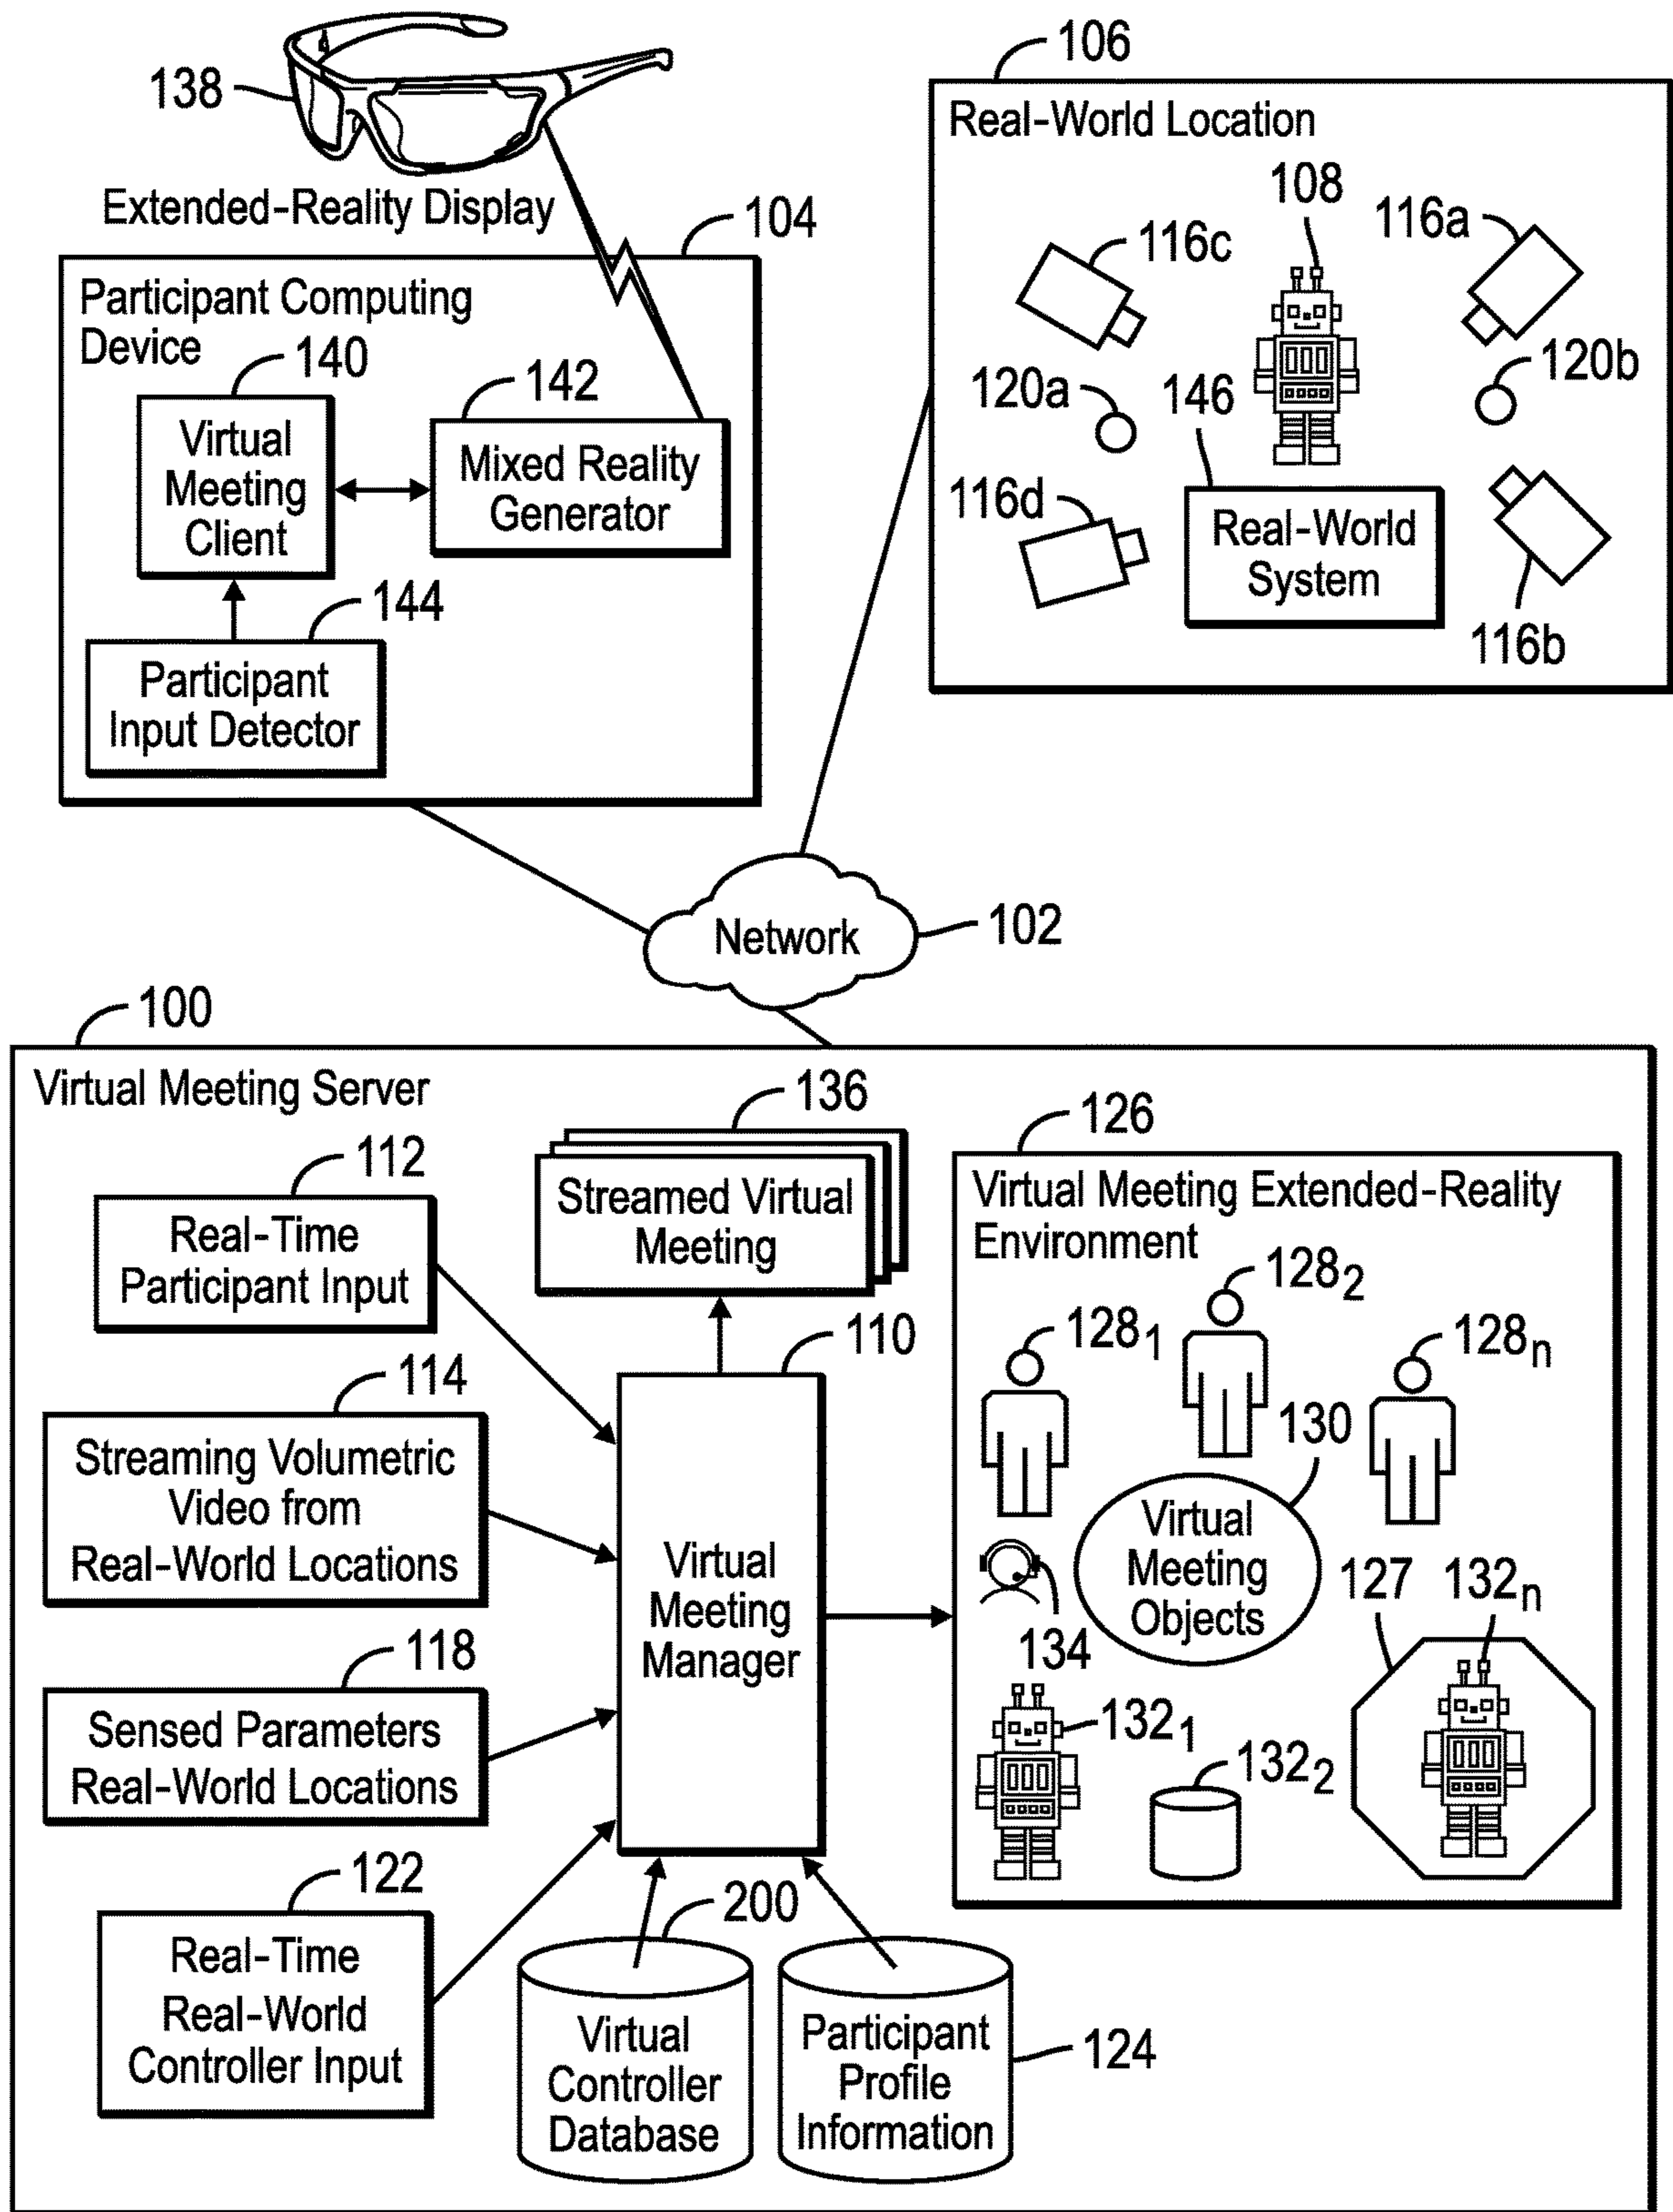 138
Extended-Reality Display
104
Participant Computing
Device
140
Virtual
Meeting
Client
142
Mixed Reality
Generator
144
Participant
Input Detector
106
Real-World Location
108
116c
116a
120a
120b
146
116d
Real-World
System
116b
Network
102
100
Virtual Meeting Server
136
Streamed Virtual
Meeting
112
Real-Time
Participant Input
110
114
Streaming Volumetric
Video from
Real-World Locations
Virtual
Meeting
Manager
118
Sensed Parameters
Real-World Locations
122
Real-Time
Real-World
Controller Input
200
Virtual
Controller
Database
Participant
Profile
Information
124
126
Virtual Meeting Extended-Reality
Environment
128₂
128₁
128ₙ
130
Virtual
Meeting
Objects
134
127
132ₙ
132₁
132₂